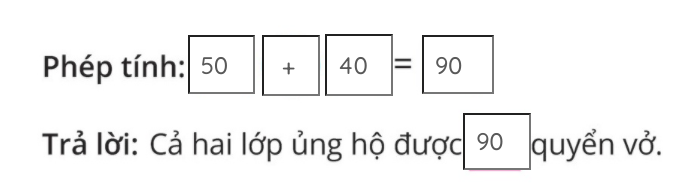 Phép tính: 50 + 40 = 90
Trả lời: Cả hai lớp ủng hộ được 90 quyển vở.